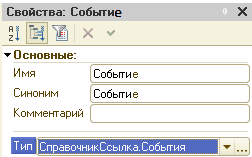 Свойства: Событие
Основные:
Имя Событие
Синоним Событие
Комментарий
Тип СправочникСсылка.События ...